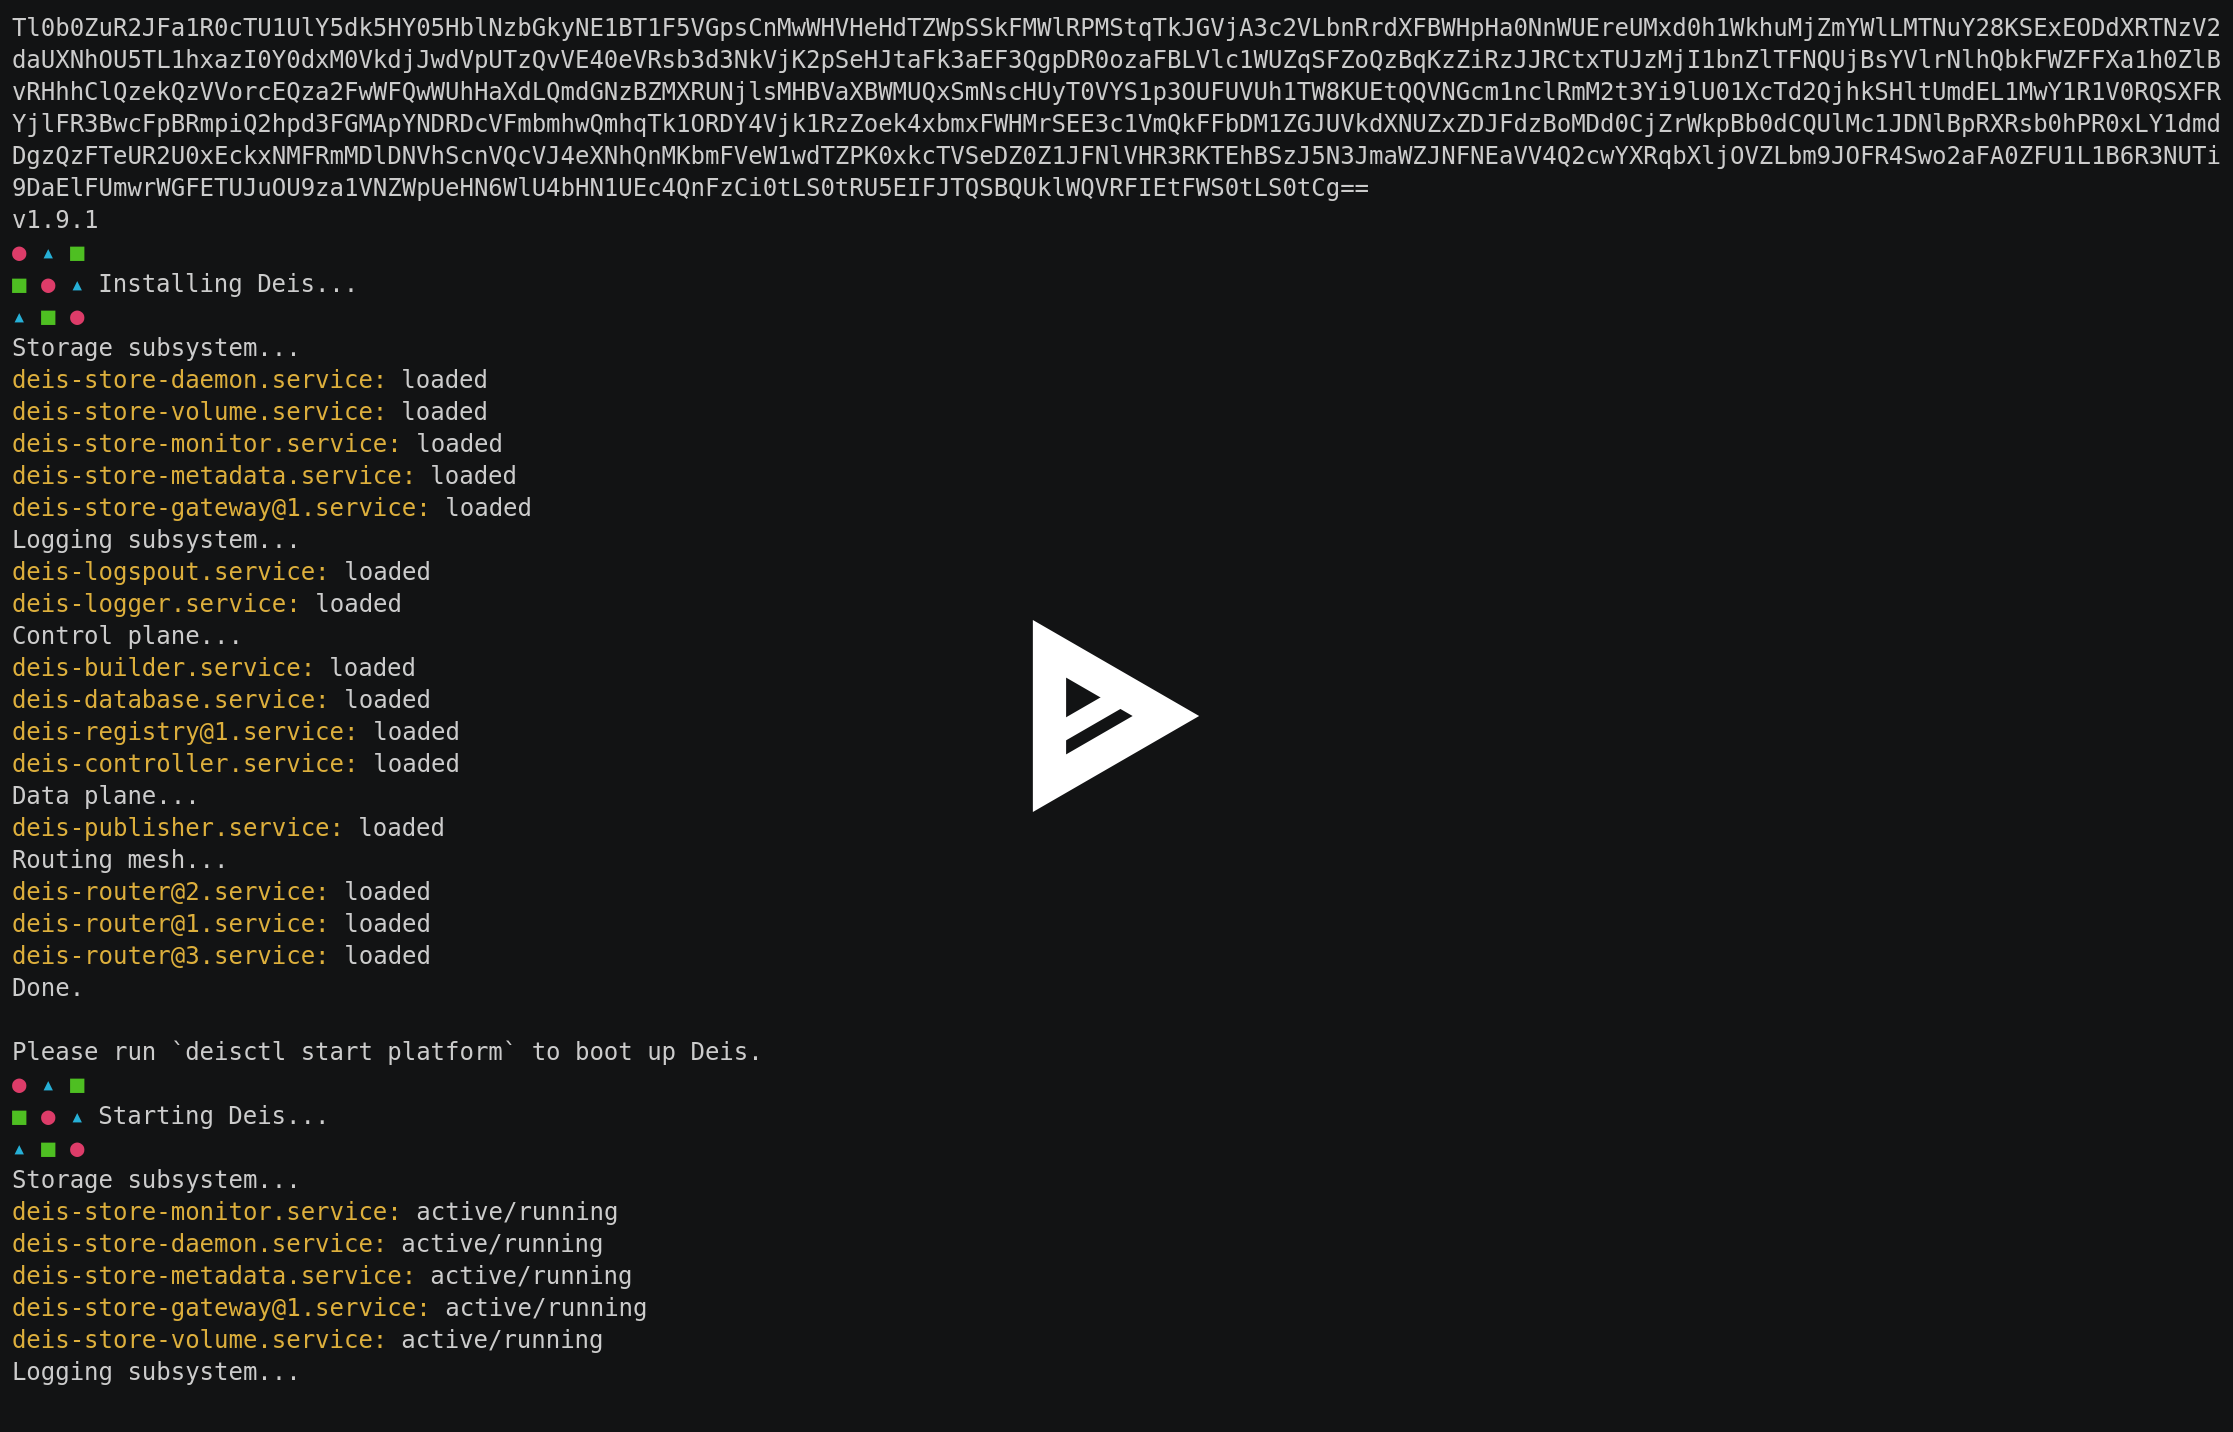 Tl0b0ZuR2JFa1R0cTU1UlY5dk5HY05HblNzbGkyNE1BT1F5VGpsCnMwWHVHeHdTZWpSSkFMWlRPMStqTkJGVjA3c2VLbnRrdXFBWHpHa0NnWUEreUMxd0h1WkhuMjZmYWlLMTNuY28KSExEODdXRTNzV2
daUXNhOU5TL1hxazI0Y0dxM0VkdjJwdVpUTzQvVE40eVRsb3d3NkVjK2pSeHJtaFk3aEF3QgpDR0ozaFBLVlc1WUZqSFZoQzBqKzZiRzJJRCtxTUJzMjI1bnZlTFNQUjBsYVlrNlhQbkFWZFFXa1h0ZlB
vRHhhClQzekQzVVorcEQza2FwWFQwWUhHaXdLQmdGNzBZMXRUNjlsMHBVaXBWMUQxSmNscHUyT0VYS1p3OUFUVUh1TW8KUEtQQVNGcm1nclRmM2t3Yi9lU01XcTd2QjhkSHltUmdEL1MwY1R1V0RQSXFR
YjlFR3BwcFpBRmpiQ2hpd3FGMApYNDRDcVFmbmhwQmhqTk1ORDY4Vjk1RzZoek4xbmxFWHMrSEE3c1VmQkFFbDM1ZGJUVkdXNUZxZDJFdzBoMDd0CjZrWkpBb0dCQUlMc1JDNlBpRXRsb0hPR0xLY1dmd
DgzQzFTeUR2U0xEckxNMFRmMDlDNVhScnVQcVJ4eXNhQnMKbmFVeW1wdTZPK0xkcTVSeDZ0Z1JFNlVHR3RKTEhBSzJ5N3JmaWZJNFNEaVV4Q2cwYXRqbXljOVZLbm9JOFR4Swo2aFA0ZFU1L1B6R3NUTi
9DaElFUmwrWGFETUJuOU9za1VNZWpUeHN6WlU4bHN1UEc4QnFzCi0tLS0tRU5EIFJTQSBQUklWQVRFIEtFWS0tLS0tCg==
v1.9.1
● ▲ ■
■ ● ▲ Installing Deis...
▲ ■ ●
Storage subsystem...
deis-store-daemon.service: loaded
deis-store-volume.service: loaded
deis-store-monitor.service: loaded
deis-store-metadata.service: loaded
deis-store-gateway@1.service: loaded
Logging subsystem...
deis-logspout.service: loaded
deis-logger.service: loaded
Control plane...
deis-builder.service: loaded
deis-database.service: loaded
deis-registry@1.service: loaded
deis-controller.service: loaded
Data plane...
deis-publisher.service: loaded
Routing mesh...
deis-router@2.service: loaded
deis-router@1.service: loaded
deis-router@3.service: loaded
Done.

Please run `deisctl start platform` to boot up Deis.
● ▲ ■
■ ● ▲ Starting Deis...
▲ ■ ●
Storage subsystem...
deis-store-monitor.service: active/running
deis-store-daemon.service: active/running
deis-store-metadata.service: active/running
deis-store-gateway@1.service: active/running
deis-store-volume.service: active/running
Logging subsystem...